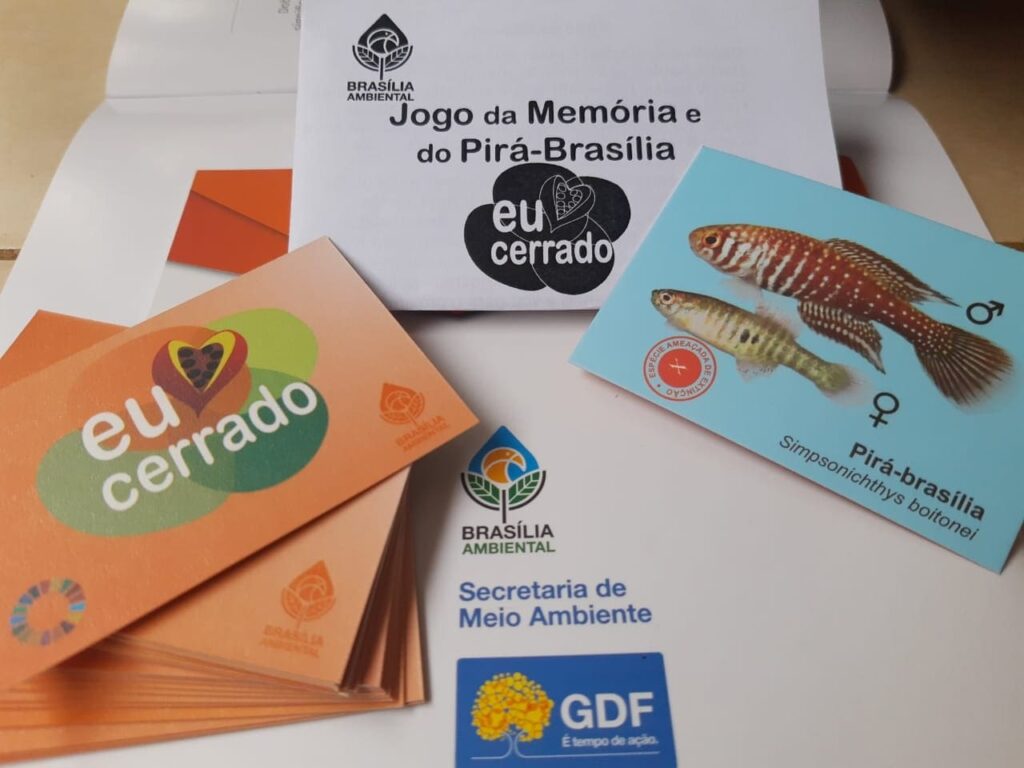 BRASÍLIA
AMBIENTAL
Jogo da Memória e
do Pirá-Brasília
eu
cerrado
ESPÉCIE AMEAÇADA DE EXTINÇÃO
♂
♀
Pirá-brasília
Simpsonichthys boitonei
eu
cerrado
BRASÍLIA
AMBIENTAL
BRASÍLIA
AMBIENTAL
BRASÍLIA
AMBIENTAL
Secretaria de
Meio Ambiente
GDF
É tempo de ação.